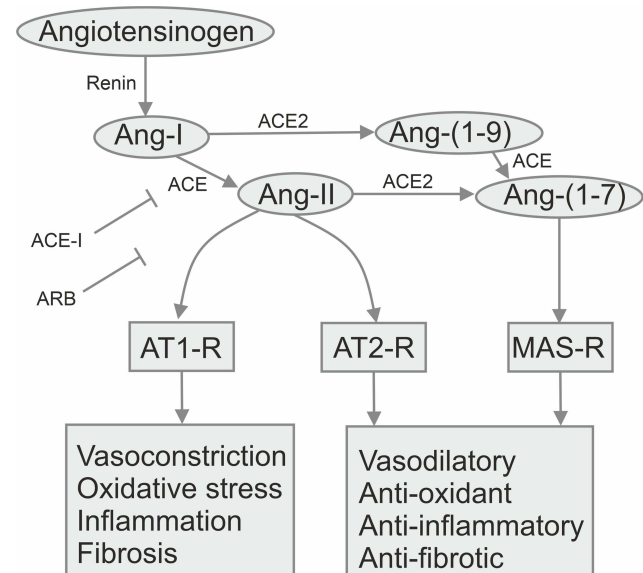 Angiotensinogen
Renin
ACE2
Ang-I
Ang-(1-9)
ACE
ACE
ACE2
Ang-II
Ang-(1-7)
ACE-I
ARB
AT1-R
AT2-R
MAS-R
Vasoconstriction
Oxidative stress
Inflammation
Fibrosis
Vasodilatory
Anti-oxidant
Anti-inflammatory
Anti-fibrotic